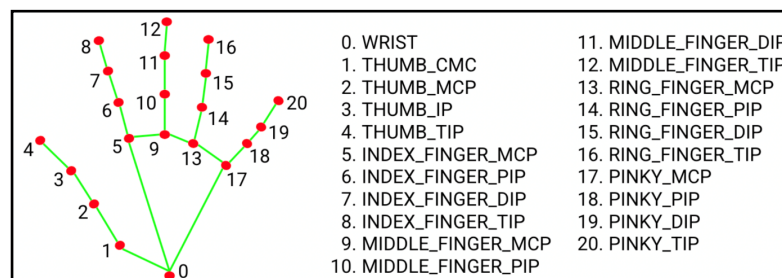 12
8
16
11
7
15
20
10
6
14
19
4
5
9
13
18
3
17
2
1
0
0. WRIST
1. THUMB_CMC
2. THUMB_MCP
3. THUMB_IP
4. THUMB_TIP
5. INDEX_FINGER_MCP
6. INDEX_FINGER_PIP
7. INDEX_FINGER_DIP
8. INDEX_FINGER_TIP
9. MIDDLE_FINGER_MCP
10. MIDDLE_FINGER_PIP
11. MIDDLE_FINGER_DIP
12. MIDDLE_FINGER_TIP
13. RING_FINGER_MCP
14. RING_FINGER_PIP
15. RING_FINGER_DIP
16. RING_FINGER_TIP
17. PINKY_MCP
18. PINKY_PIP
19. PINKY_DIP
20. PINKY_TIP